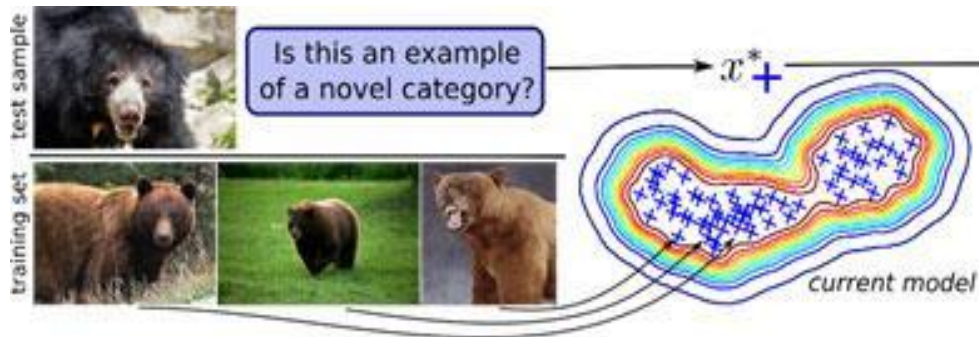 test sample
Is this an example
of a novel category?
x*
training set
current model